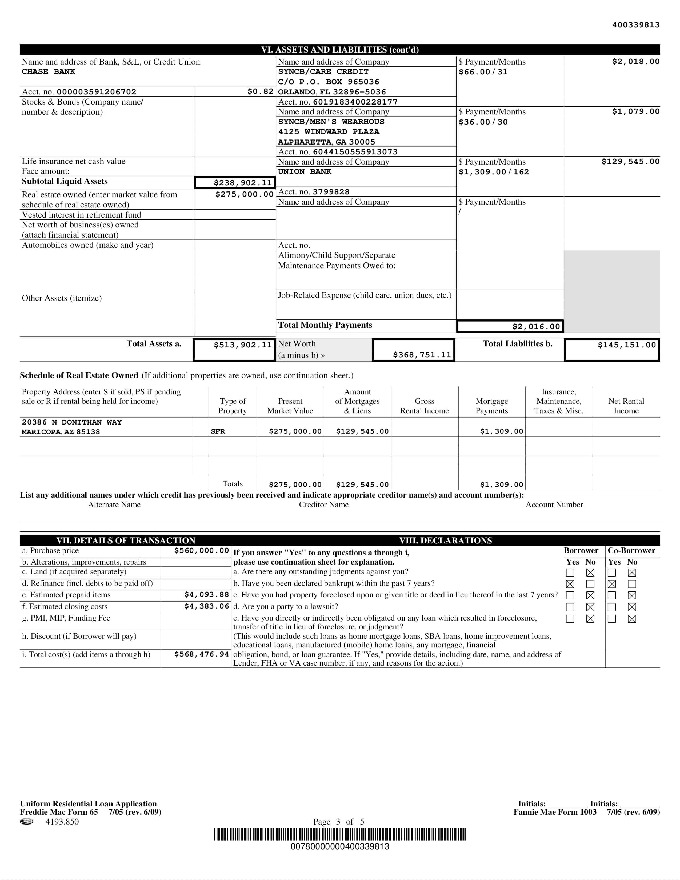 400339813
VI. ASSETS AND LIABILITIES (cont'd)
Name and address of Bank, S&L, or Credit Union
CHASE BANK
Name and address of Company
SYNCB/CARE CREDIT
C/O P.O. BOX 965036
ORLANDO, FL 32896-5036
$ Payment/Months
$66.00/31
$2,018.00
Acct. no. 000003591206702
$0.82
Acct. no. 6019183400228177
Stocks & Bonds (Company name/
number & description)
Name and address of Company
SYNCB/MEN'S WEARHOUS
4125 WINDWARD PLAZA
ALPHARETTA, GA 30005
$ Payment/Months
$36.00/30
$1,079.00
Acct. no. 6044150555913073
Life insurance net cash value
Face amount:
Name and address of Company
UNION BANK
$ Payment/Months
$1,309.00/162
$129,545.00
Subtotal Liquid Assets
$238,902.11
Real estate owned (enter market value from
schedule of real estate owned)
$275,000.00
Acct. no. 3799828
Name and address of Company
$ Payment/Months
/
Vested interest in retirement fund
Net worth of business(es) owned
(attach financial statement)
Automobiles owned (make and year)
Acct. no.
Alimony/Child Support/Separate
Maintenance Payments Owed to:
Other Assets (itemize)
Job-Related Expense (child care, union dues, etc.)
Total Monthly Payments
$2,016.00
Total Assets a.
$513,902.11
Net Worth
(a minus b) »
$368,751.11
Total Liabilities b.
$145,151.00
Schedule of Real Estate Owned (If additional properties are owned, use continuation sheet.)
Property Address (enter S if sold, PS if pending
sale or R if rental being held for income)
Type of
Property
Present
Market Value
Amount
of Mortgages
& Liens
Gross
Rental Income
Mortgage
Payments
Insurance,
Maintenance,
Taxes & Misc.
Net Rental
Income
20386 N DONITHAN WAY
MARICOPA, AZ 85138
SFR
$275,000.00
$129,545.00
$1,309.00
Totals
$275,000.00
$129,545.00
$1,309.00
List any additional names under which credit has previously been received and indicate appropriate creditor name(s) and account number(s):
Alternate Name
Creditor Name
Account Number
VII. DETAILS OF TRANSACTION
VIII. DECLARATIONS
a. Purchase price
$560,000.00
b. Alterations, improvements, repairs
c. Land (if acquired separately)
d. Refinance (incl. debts to be paid off)
e. Estimated prepaid items
$4,093.88
f. Estimated closing costs
$4,383.06
g. PMI, MIP, Funding Fee
h. Discount (if Borrower will pay)
i. Total cost(s) (add items a through h)
$568,476.94
If you answer "Yes" to any questions a through i,
please use continuation sheet for explanation.
Borrower
Co-Borrower
Yes No
Yes No
a. Are there any outstanding judgments against you?
b. Have you been declared bankrupt within the past 7 years?
c. Have you had property foreclosed upon or given title or deed in lieu thereof in the last 7 years?
d. Are you a party to a lawsuit?
e. Have you directly or indirectly been obligated on any loan which resulted in foreclosure,
transfer of title in lieu of foreclosure, or judgment?
(This would include such loans as home mortgage loans, SBA loans, home improvement loans,
educational loans, manufactured (mobile) home loans, any mortgage, financial
obligation, bond, or loan guarantee. If "Yes," provide details, including date, name, and address of
Lender, FHA or VA case number, if any, and reasons for the action.)
Uniform Residential Loan Application
Freddie Mac Form 65 7/05 (rev. 6/09)
4193.850
Page 3 of 5
Initials:
Initials:
Fannie Mae Form 1003 7/05 (rev. 6/09)
00780000000400339813